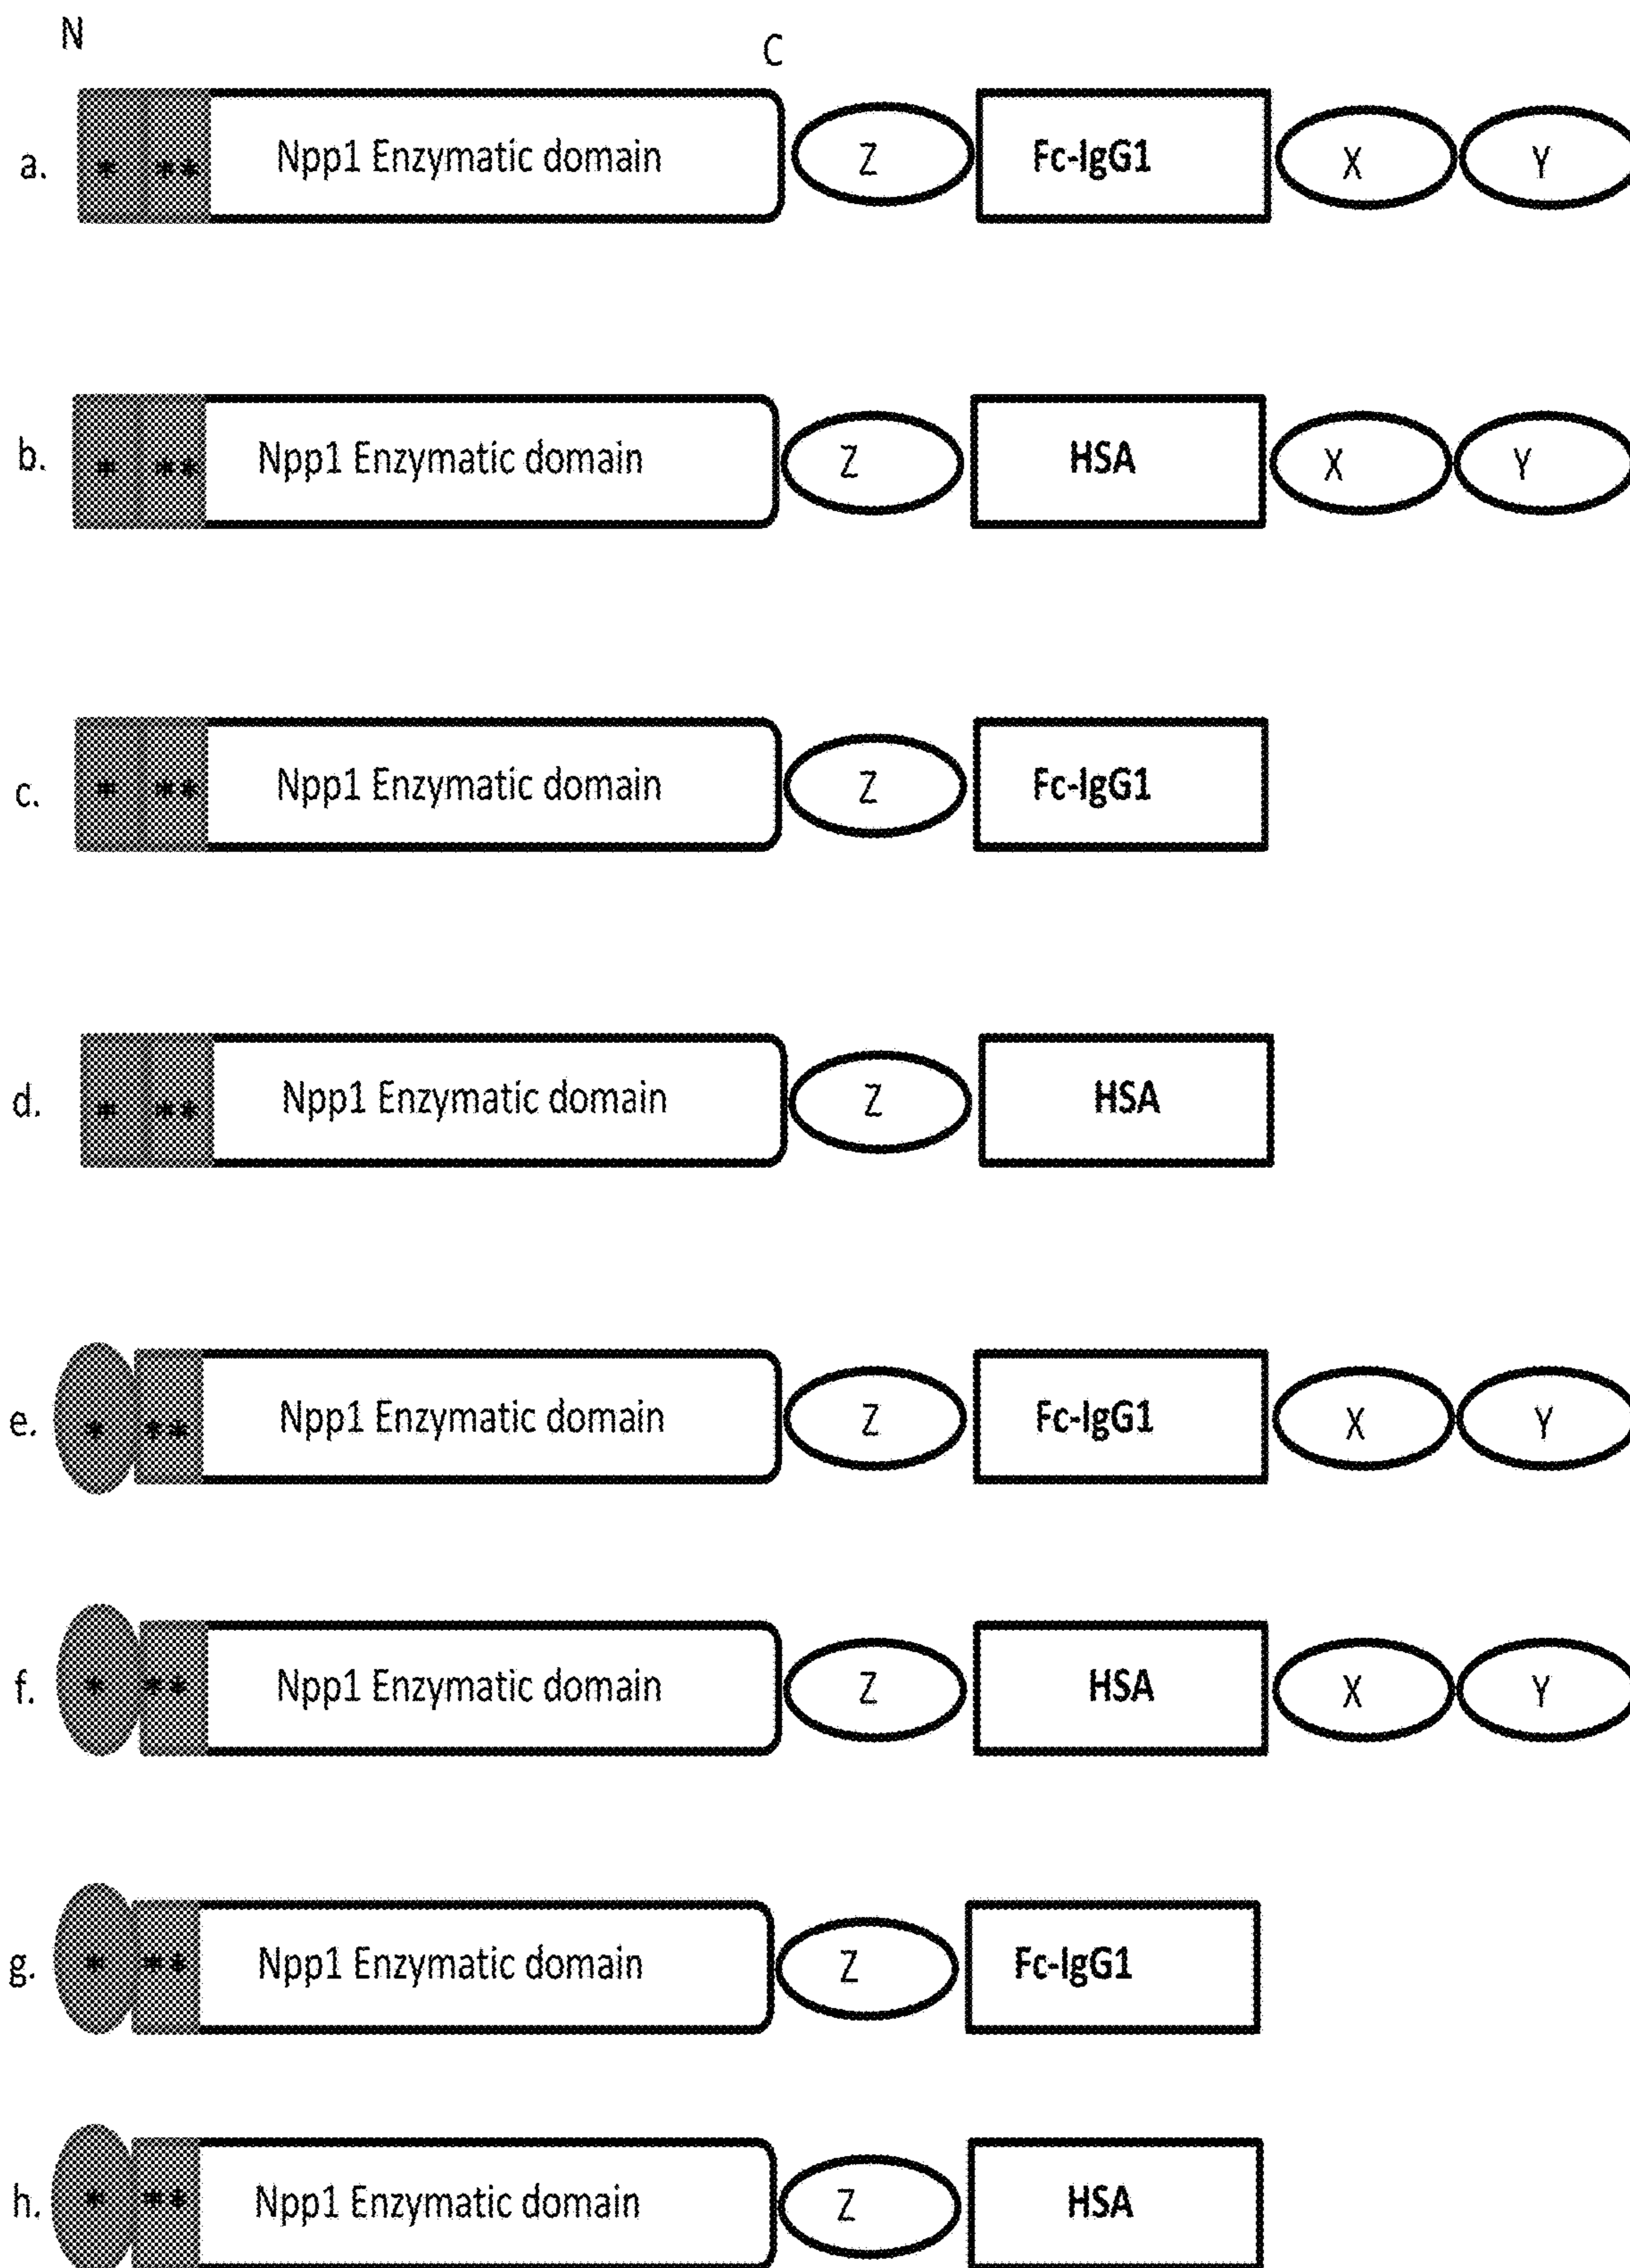 N
C
a. * ** Npp1 Enzymatic domain Z Fc-IgG1 X Y
b. * ** Npp1 Enzymatic domain Z HSA X Y
c. * ** Npp1 Enzymatic domain Z Fc-IgG1
d. * ** Npp1 Enzymatic domain Z HSA
e. * ** Npp1 Enzymatic domain Z Fc-IgG1 X Y
f. * ** Npp1 Enzymatic domain Z HSA X Y
g. * ** Npp1 Enzymatic domain Z Fc-IgG1
h. * ** Npp1 Enzymatic domain Z HSA